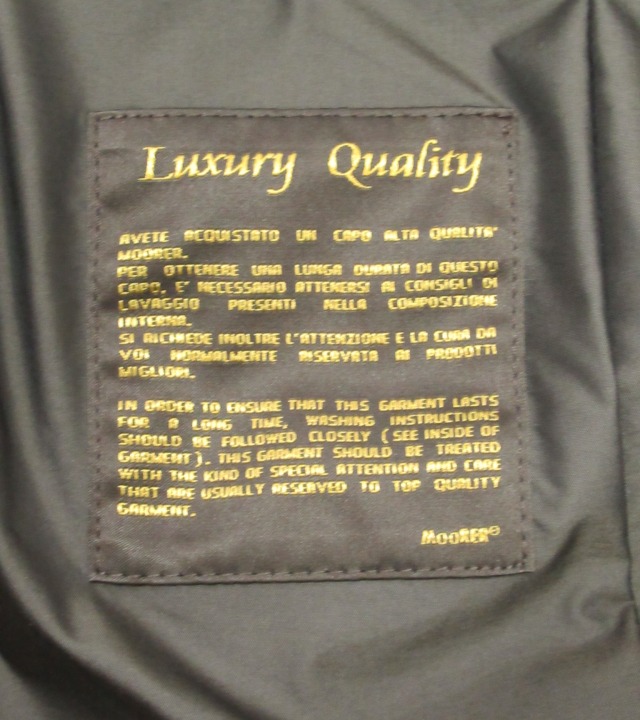 Luxury Quality
AVETE ACQUISTATO UN CAPO ALTA QUALITA'
MOORER.
PER OTTENERE UNA LUNGA DURATA DI QUESTO
CAPO, E' NECESSARIO ATTENERSI AI CONSIGLI DI
LAVAGGIO PRESENTI NELLA COMPOSIZIONE
INTERNA.
SI RICHIEDE INOLTRE L'ATTENZIONE E LA CURA DA
VOI NORMALMENTE RISERVATA AI PRODOTTI
MIGLIORI.
IN ORDER TO ENSURE THAT THIS GARMENT LASTS
FOR A LONG TIME, WASHING INSTRUCTIONS
SHOULD BE FOLLOWED CLOSELY (SEE INSIDE OF
GARMENT). THIS GARMENT SHOULD BE TREATED
WITH THE KIND OF SPECIAL ATTENTION AND CARE
THAT ARE USUALLY RESERVED TO TOP QUALITY
GARMENT.
MOORER®